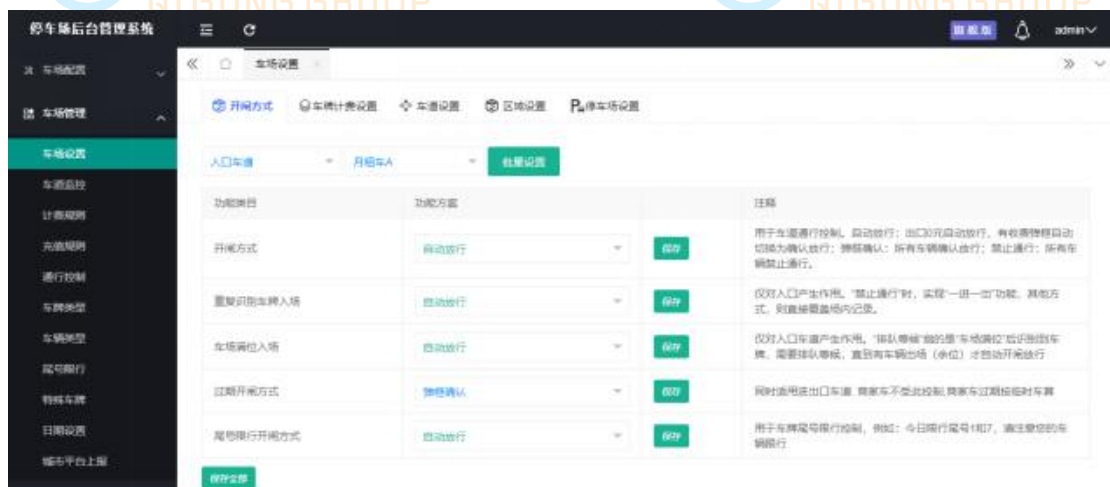 QI GONG GROUP
QI GONG GROUP
停车场后台管理系统
旗舰版
admin
车场配置
车场设置
车场管理
开闸方式 车牌计费设置 车道设置 区域设置 停车场设置
车场设置
入口车道 月租车A 批量设置
车道监控
计费规则
功能类目 功能方案 注释
充值规则
开闸方式 自动放行 保存 用于车道通行控制。自动放行：出口0元自动放行，有收费弹框自动
切换为确认放行；弹框确认：所有车辆确认放行；禁止通行：所有车
辆禁止通行。
通行控制
车牌类型
重复识别车牌入场 自动放行 保存 仅对入口产生作用。“禁止通行”时，实现“一进一出”功能，其他方
式，则直接覆盖场内记录。
车辆类型
车场满位入场 自动放行 保存 仅对入口车道产生作用。“排队等候”指的是“车场满位”后识别到车
牌，需要排队等候，直到有车辆出场（余位）才自动开闸放行
尾号限行
特殊车牌
过期开闸方式 弹框确认 保存 同时适用进出口车道 商家车不受此控制,商家车过期按临时车算
日期设置
尾号限行开闸方式 自动放行 保存 用于车牌尾号限行控制，例如：今日限行尾号1和7，请注意您的车
辆限行
城市平台上报
保存全部